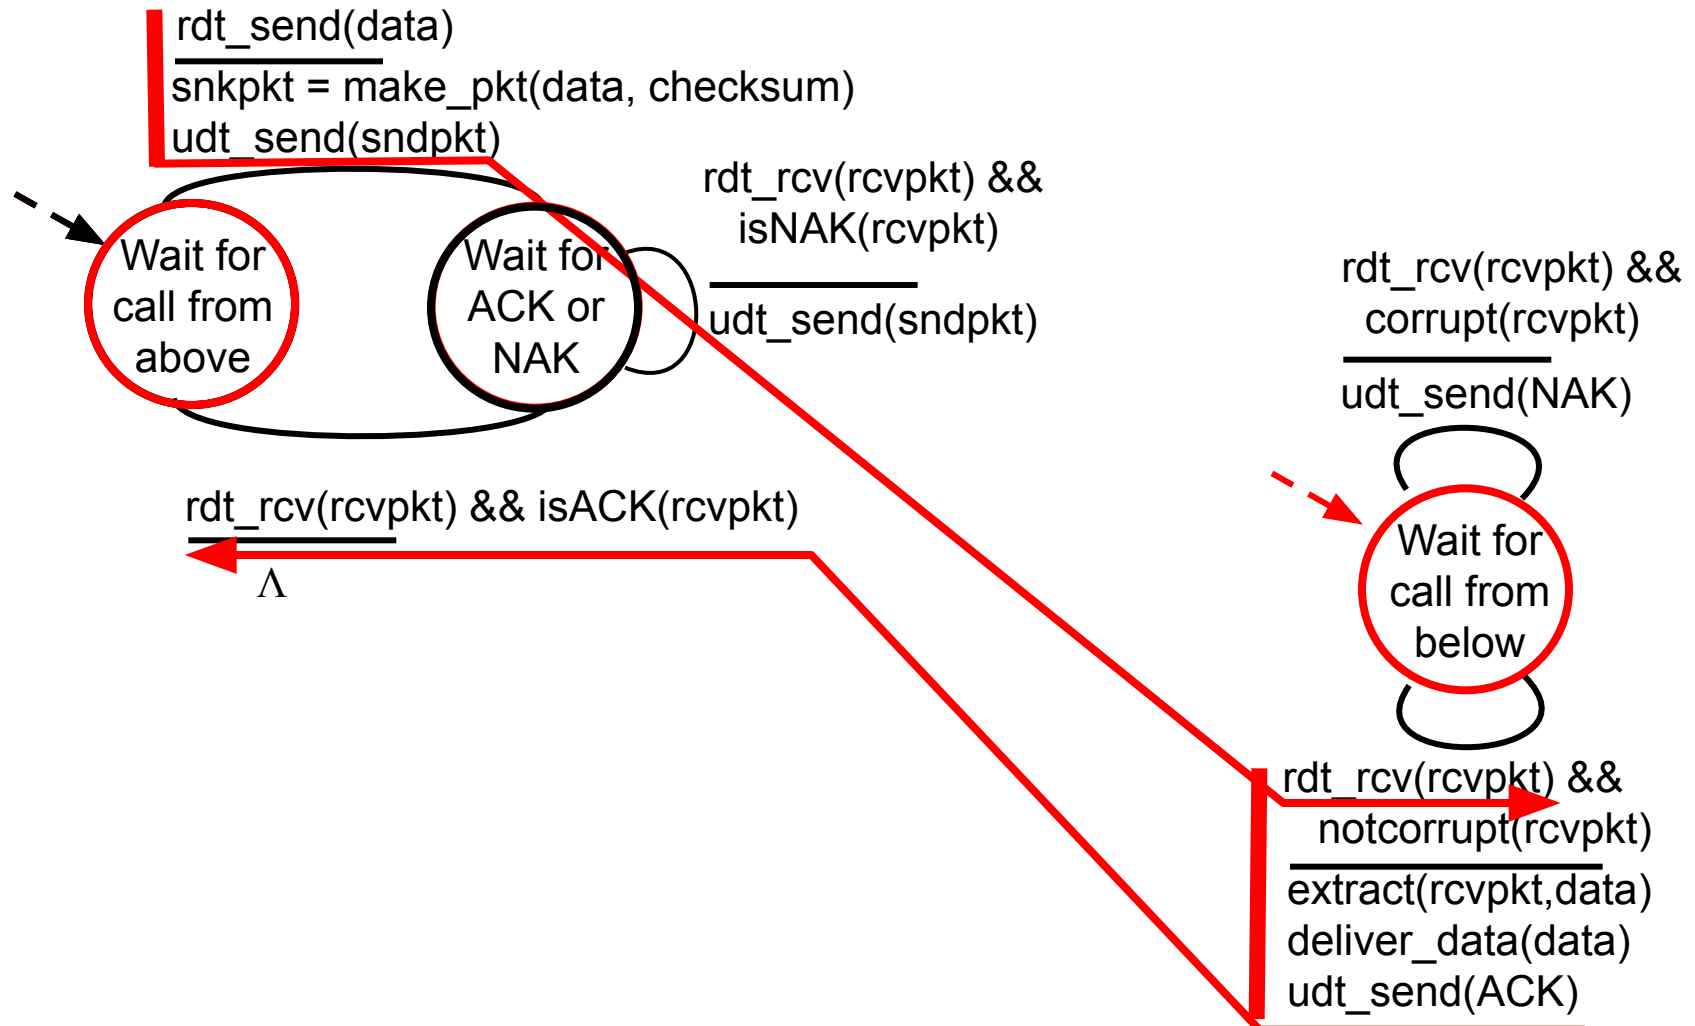 rdt_send(data)
snkpkt = make_pkt(data, checksum)
udt_send(sndpkt)
Wait for
call from
above
Wait for
ACK or
NAK
rdt_rcv(rcvpkt) &&
isNAK(rcvpkt)
udt_send(sndpkt)
rdt_rcv(rcvpkt) && isACK(rcvpkt)
Λ
rdt_rcv(rcvpkt) &&
corrupt(rcvpkt)
udt_send(NAK)
Wait for
call from
below
rdt_rcv(rcvpkt) &&
notcorrupt(rcvpkt)
extract(rcvpkt,data)
deliver_data(data)
udt_send(ACK)